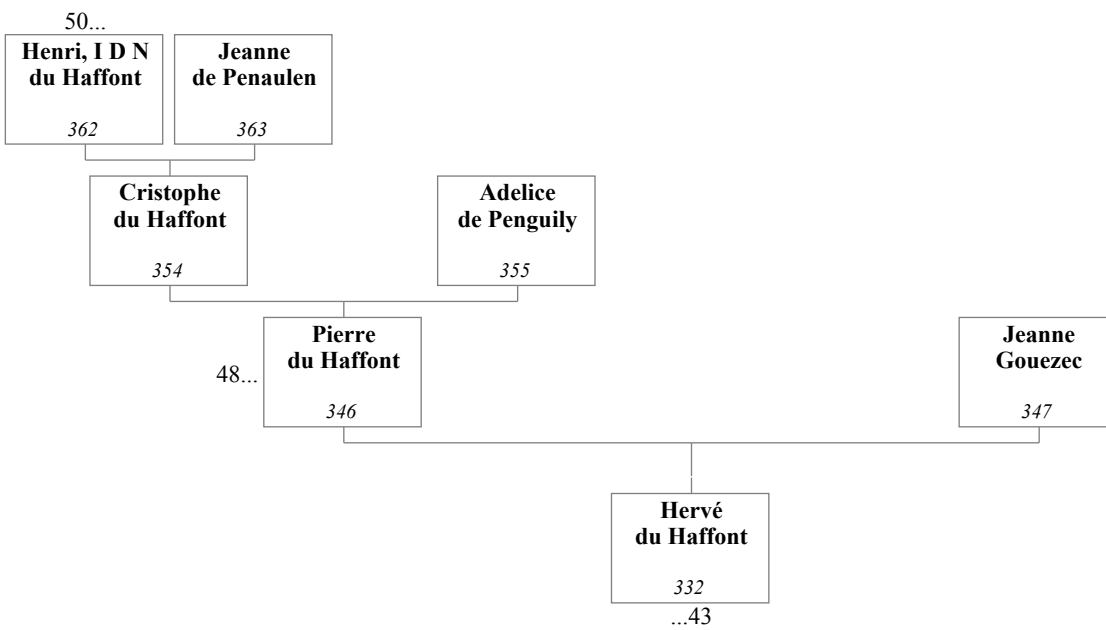 50...
Henri, I D N
du Haffont
362
Jeanne
de Penaulen
363
Cristophe
du Haffont
354
Adelice
de Penguily
355
48...
Pierre
du Haffont
346
Jeanne
Gouezec
347
Hervé
du Haffont
332
...43